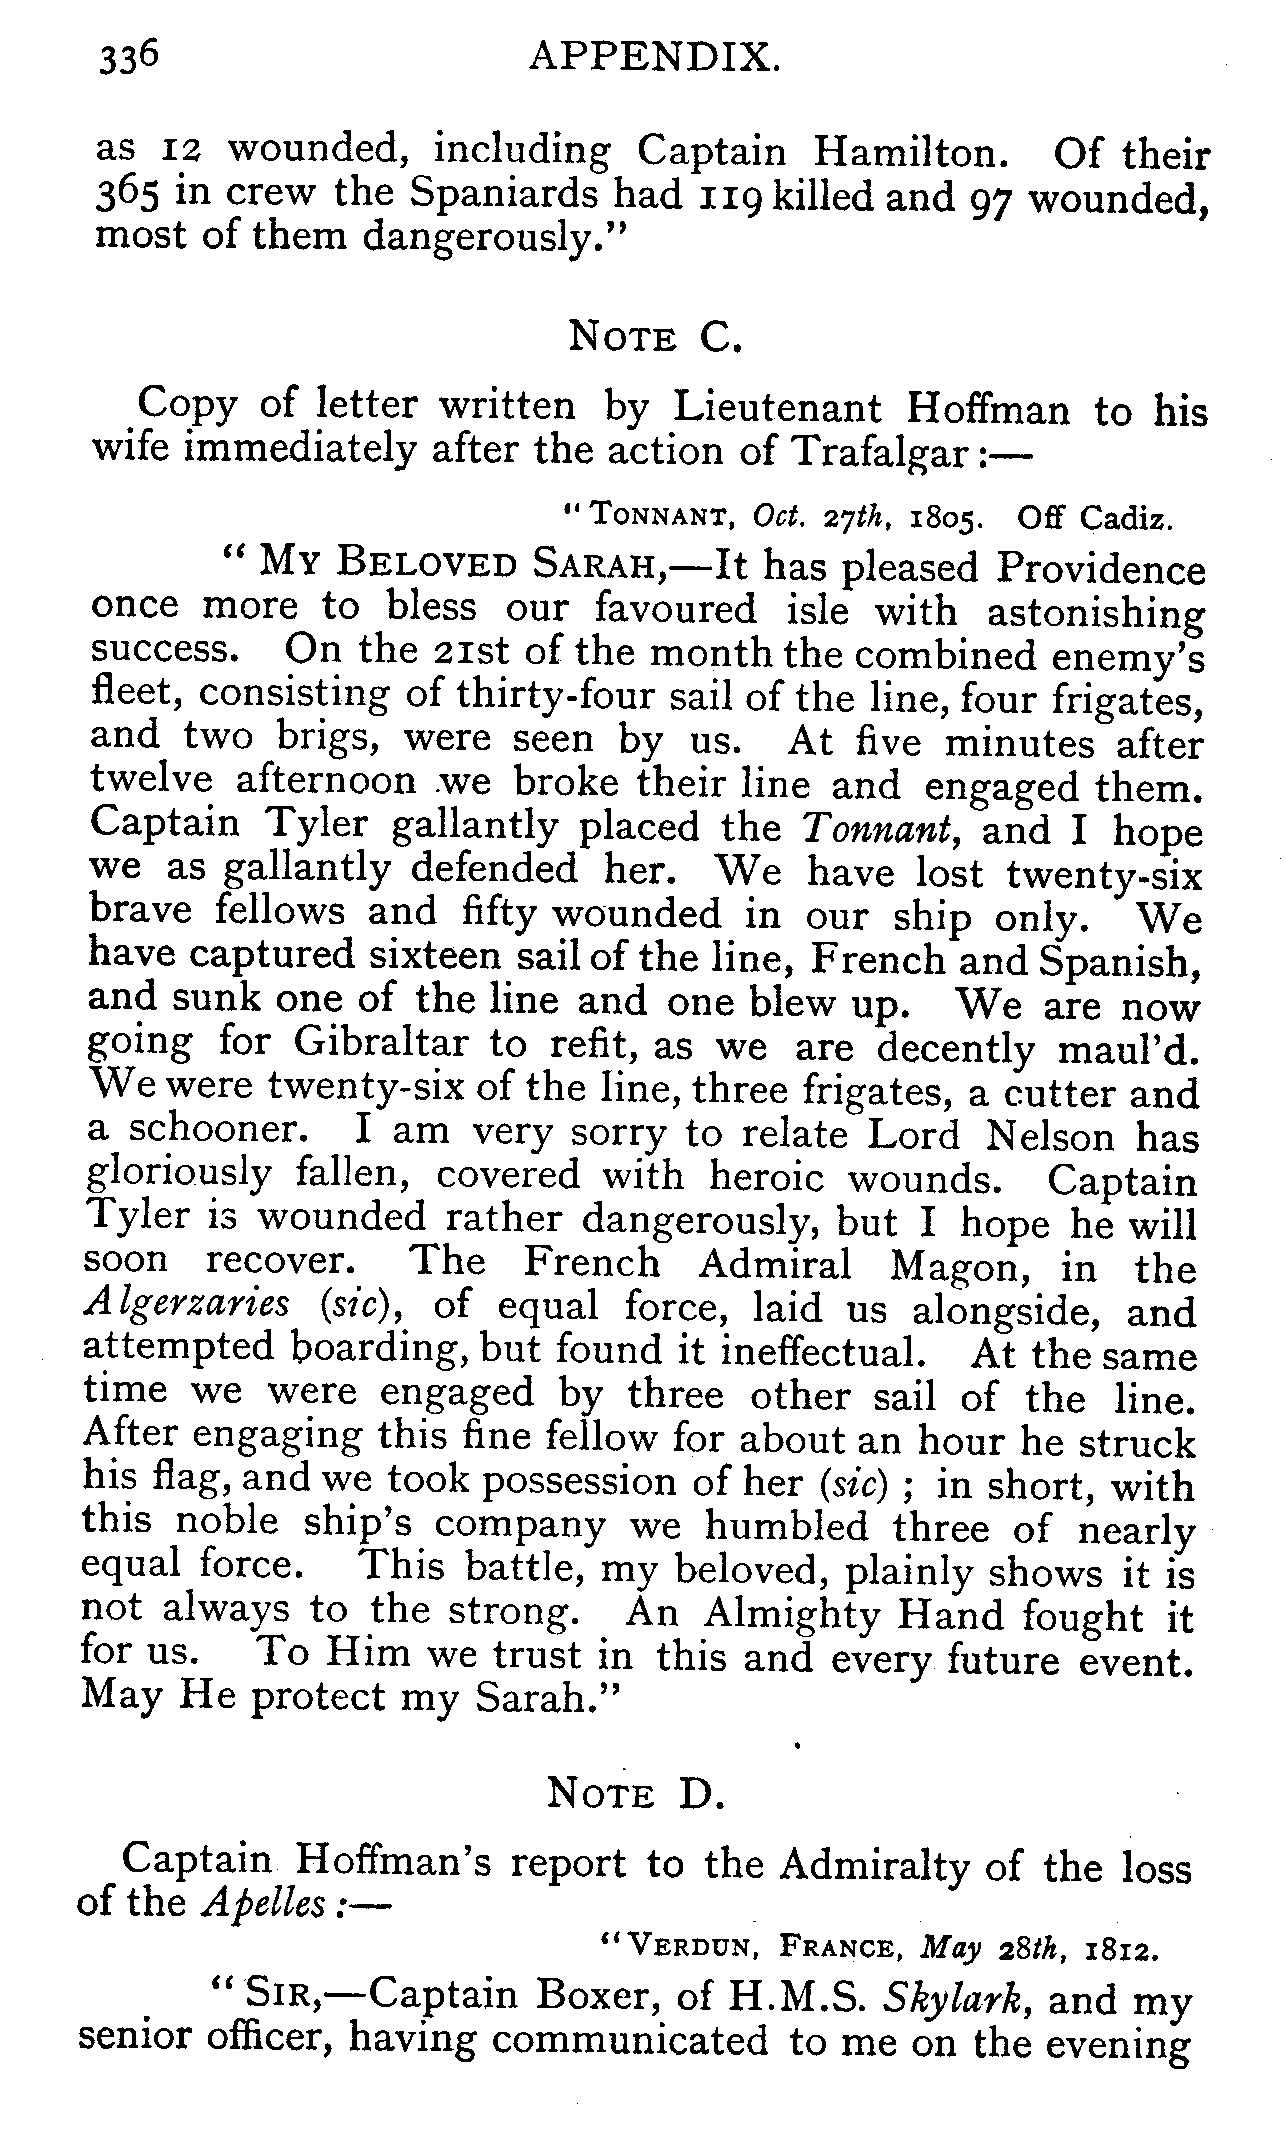 336 APPENDIX.
as 12 wounded, including Captain Hamilton. Of their
365 in crew the Spaniards had 119 killed and 97 wounded,
most of them dangerously."
NOTE C.
Copy of letter written by Lieutenant Hoffman to his
wife immediately after the action of Trafalgar :—
"TONNANT, Oct. 27th, 1805. Off Cadiz.
"MY BELOVED SARAH,—It has pleased Providence
once more to bless our favoured isle with astonishing
success. On the 21st of the month the combined enemy's
fleet, consisting of thirty-four sail of the line, four frigates,
and two brigs, were seen by us. At five minutes after
twelve afternoon we broke their line and engaged them.
Captain Tyler gallantly placed the Tonnant, and I hope
we as gallantly defended her. We have lost twenty-six
brave fellows and fifty wounded in our ship only. We
have captured sixteen sail of the line, French and Spanish,
and sunk one of the line and one blew up. We are now
going for Gibraltar to refit, as we are decently maul'd.
We were twenty-six of the line, three frigates, a cutter and
a schooner. I am very sorry to relate Lord Nelson has
gloriously fallen, covered with heroic wounds. Captain
Tyler is wounded rather dangerously, but I hope he will
soon recover. The French Admiral Magon, in the
Algerzaries (sic), of equal force, laid us alongside, and
attempted boarding, but found it ineffectual. At the same
time we were engaged by three other sail of the line.
After engaging this fine fellow for about an hour he struck
his flag, and we took possession of her (sic) ; in short, with
this noble ship's company we humbled three of nearly
equal force. This battle, my beloved, plainly shows it is
not always to the strong. An Almighty Hand fought it
for us. To Him we trust in this and every future event.
May He protect my Sarah."
NOTE D.
Captain Hoffman's report to the Admiralty of the loss
of the Apelles :—
"VERDUN, FRANCE, May 28th, 1812.
"SIR,—Captain Boxer, of H.M.S. Skylark, and my
senior officer, having communicated to me on the evening